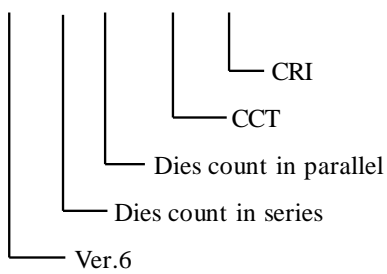 CRI
CCT
Dies count in parallel
Dies count in series
Ver.6